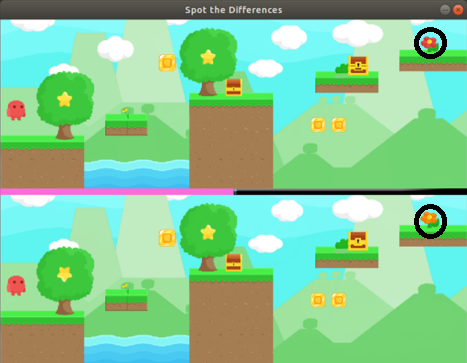 Spot the Differences